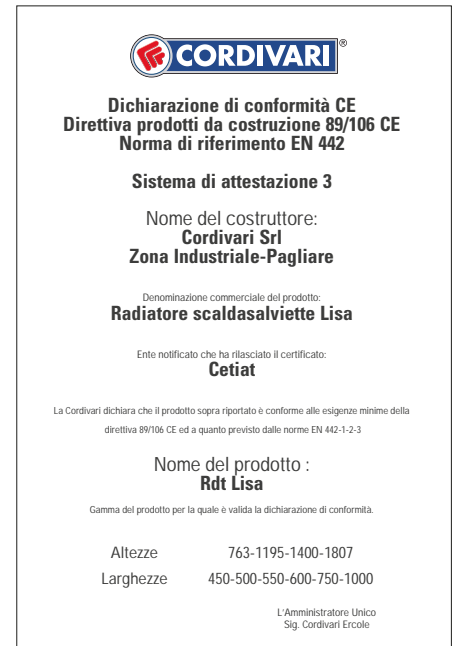 CORDIVARI®
Dichiarazione di conformità CE
Direttiva prodotti da costruzione 89/106 CE
Norma di riferimento EN 442
Sistema di attestazione 3
Nome del costruttore:
Cordivari Srl
Zona Industriale-Pagliare
Denominazione commerciale del prodotto:
Radiatore scaldasalviette Lisa
Ente notificato che ha rilasciato il certificato:
Cetiat
La Cordivari dichiara che il prodotto sopra riportato è conforme alle esigenze minime della
direttiva 89/106 CE ed a quanto previsto dalle norme EN 442-1-2-3
Nome del prodotto :
Rdt Lisa
Gamma del prodotto per la quale è valida la dichiarazione di conformità.
Altezze 763-1195-1400-1807
Larghezze 450-500-550-600-750-1000
L'Amministratore Unico
Sig. Cordivari Ercole